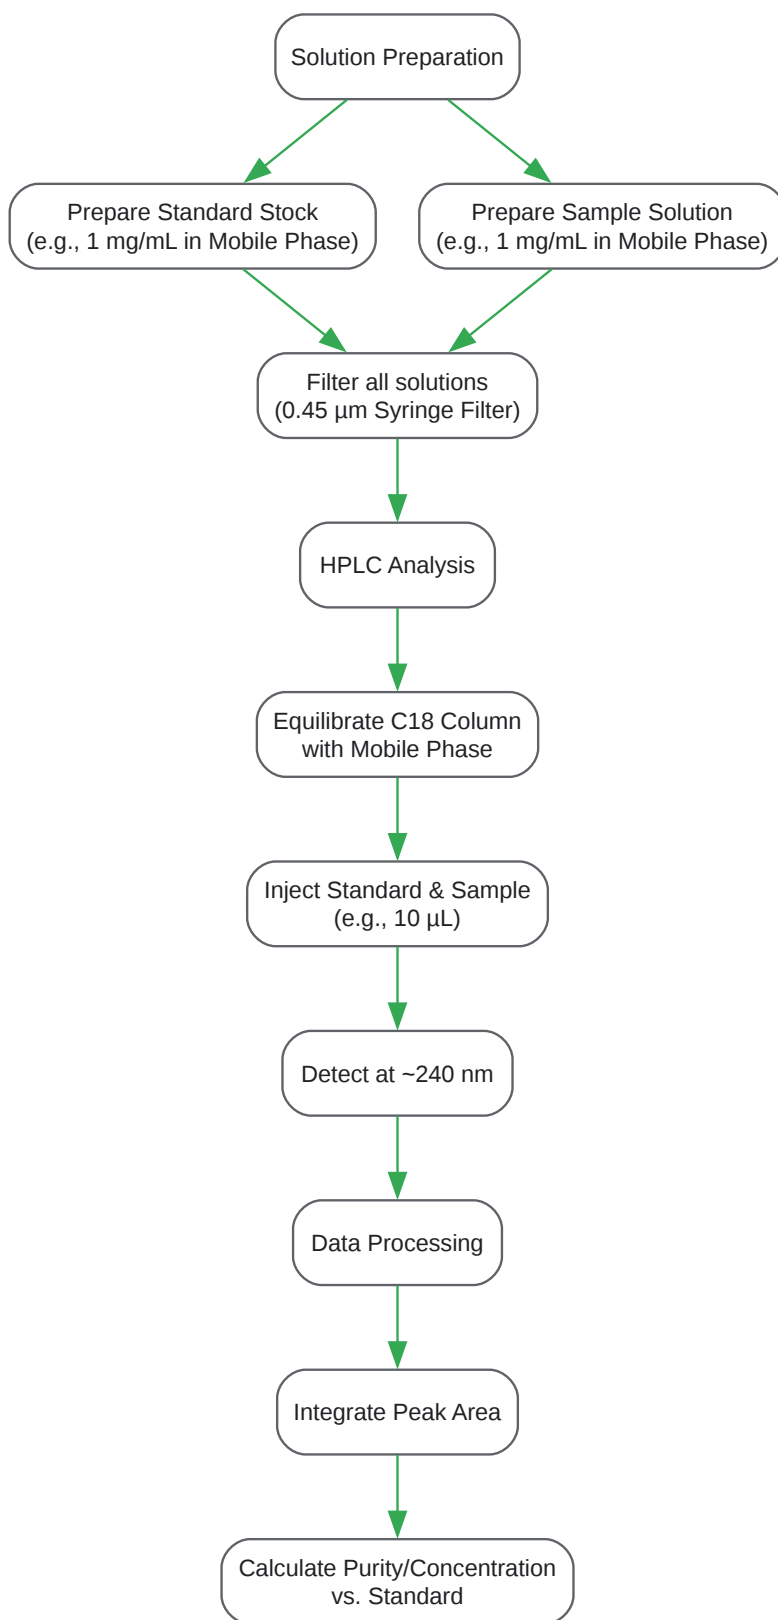 Solution Preparation
Prepare Standard Stock
(e.g., 1 mg/mL in Mobile Phase)
Prepare Sample Solution
(e.g., 1 mg/mL in Mobile Phase)
Filter all solutions
(0.45 µm Syringe Filter)
HPLC Analysis
Equilibrate C18 Column
with Mobile Phase
Inject Standard & Sample
(e.g., 10 µL)
Detect at ~240 nm
Data Processing
Integrate Peak Area
Calculate Purity/Concentration
vs. Standard